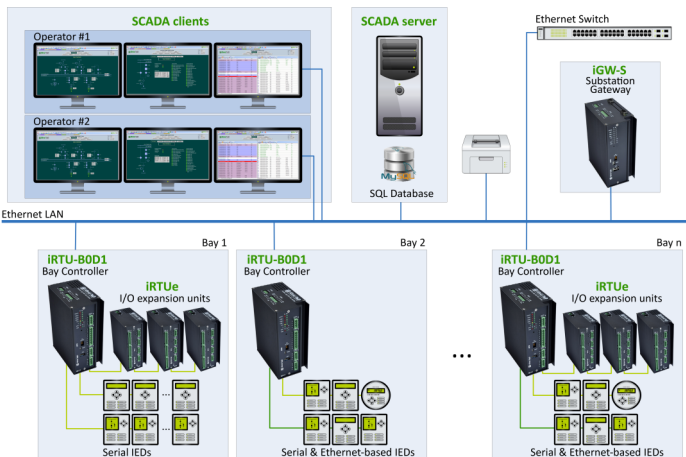 SCADA clients
Operator #1
Operator #2
SCADA server
My
SQL Database
Ethernet Switch
iGW-S
Substation
Gateway
Ethernet LAN
Bay 1
iRTU-B0D1
Bay Controller
iRTUe
I/O expansion units
...
...
Serial IEDs
Bay 2
iRTU-B0D1
Bay Controller
Serial & Ethernet-based IEDs
...
Bay n
iRTU-B0D1
Bay Controller
iRTUe
I/O expansion units
Serial & Ethernet-based IEDs